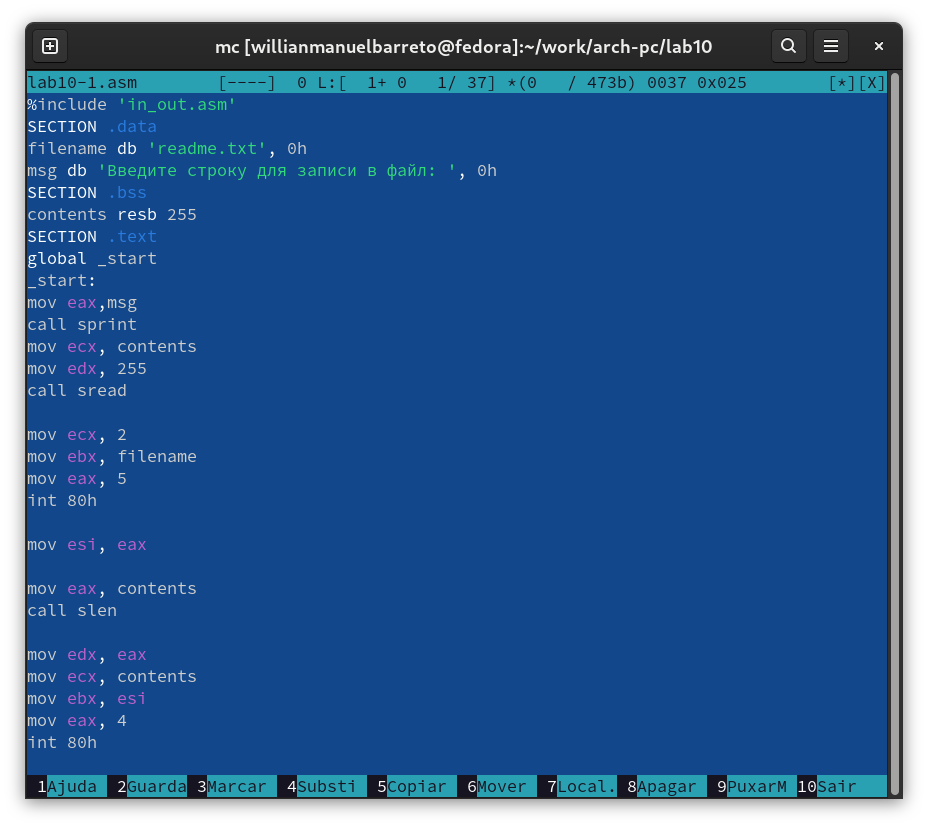 mc [willianmanuelbarreto@fedora]:~/work/arch-pc/lab10
lab10-1.asm [----] 0 L:[ 1+ 0 1/ 37] *(0 / 473b) 0037 0x025 [*][X]
%include 'in_out.asm'
SECTION .data
filename db 'readme.txt', 0h
msg db 'Введите строку для записи в файл: ', 0h
SECTION .bss
contents resb 255
SECTION .text
global _start
_start:
mov eax,msg
call sprint
mov ecx, contents
mov edx, 255
call sread
mov ecx, 2
mov ebx, filename
mov eax, 5
int 80h
mov esi, eax
mov eax, contents
call slen
mov edx, eax
mov ecx, contents
mov ebx, esi
mov eax, 4
int 80h
1Ajuda 2Guarda 3Marcar 4Substi 5Copiar 6Mover 7Local. 8Apagar 9PuxarM 10Sair